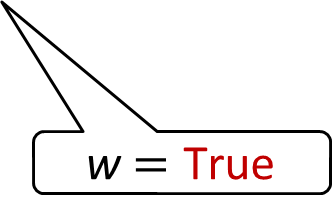 w = True